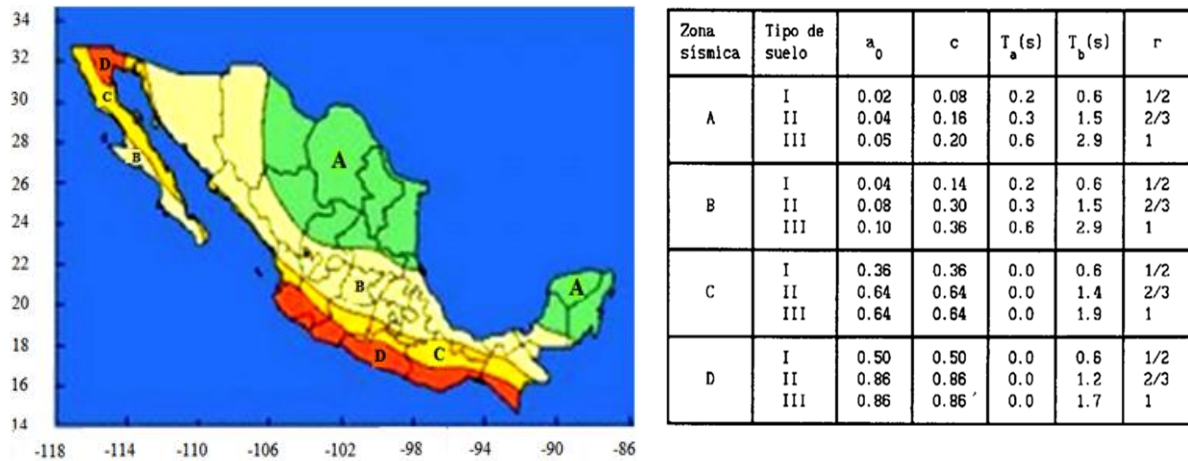 34
32
30
28
26
24
22
20
18
16
14
-118 -114 -110 -106 -102 -98 -94 -90 -86
D
C
B
A
B
A
D C
Zona sísmica Tipo de suelo a0 c Ta(s) Tb(s) r
A
I 0.02 0.08 0.2 0.6 1/2
II 0.04 0.16 0.3 1.5 2/3
III 0.05 0.20 0.6 2.9 1
B
I 0.04 0.14 0.2 0.6 1/2
II 0.08 0.30 0.3 1.5 2/3
III 0.10 0.36 0.6 2.9 1
C
I 0.36 0.36 0.0 0.6 1/2
II 0.64 0.64 0.0 1.4 2/3
III 0.64 0.64 0.0 1.9 1
D
I 0.50 0.50 0.0 0.6 1/2
II 0.86 0.86 0.0 1.2 2/3
III 0.86 0.86 0.0 1.7 1